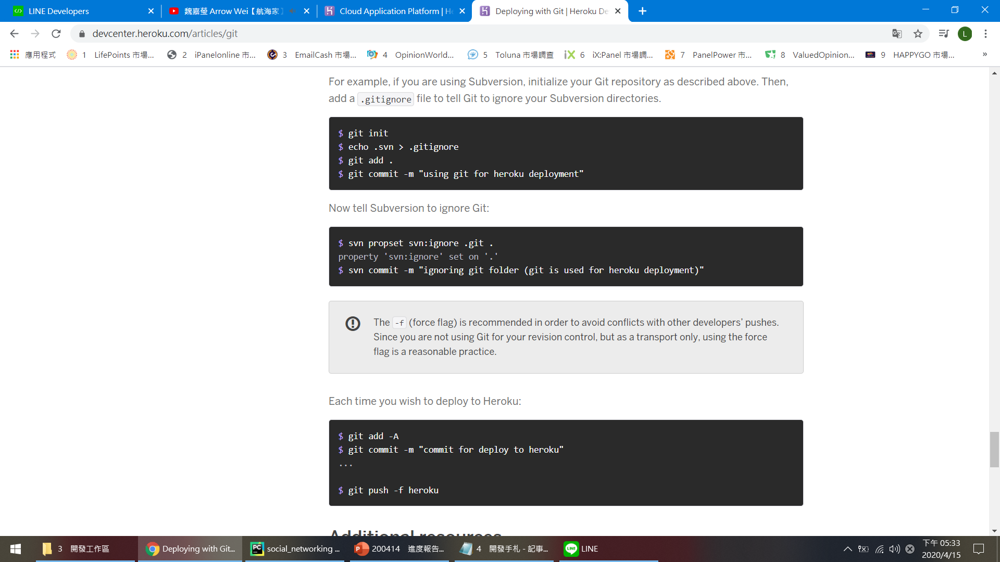 LINE Developers
魏嘉瑩 Arrow Wei【航海家】
Cloud Application Platform | He
Deploying with Git | Heroku De
devcenter.heroku.com/articles/git
L
應用程式
1 LifePoints 市場...
2 iPanelonline 市...
3 EmailCash 市場...
4 OpinionWorld...
5 Toluna 市場調查
6 iX:Panel 市場調...
7 PanelPower 市...
8 ValuedOpinion...
9 HAPPYGO 市場...
»
For example, if you are using Subversion, initialize your Git repository as described above. Then,
add a .gitignore file to tell Git to ignore your Subversion directories.
$ git init
$ echo .svn > .gitignore
$ git add .
$ git commit -m "using git for heroku deployment"
Now tell Subversion to ignore Git:
$ svn propset svn:ignore .git .
property 'svn:ignore' set on '.'
$ svn commit -m "ignoring git folder (git is used for heroku deployment)"
The -f (force flag) is recommended in order to avoid conflicts with other developers’ pushes.
Since you are not using Git for your revision control, but as a transport only, using the force
flag is a reasonable practice.
Each time you wish to deploy to Heroku:
$ git add -A
$ git commit -m "commit for deploy to heroku"
...
$ git push -f heroku
Additional resources
3 開發工作區
Deploying with Git...
PC social_networking ...
200414 進度報告...
4 開發手札 - 記事...
LINE LINE
下午 05:33
2020/4/15